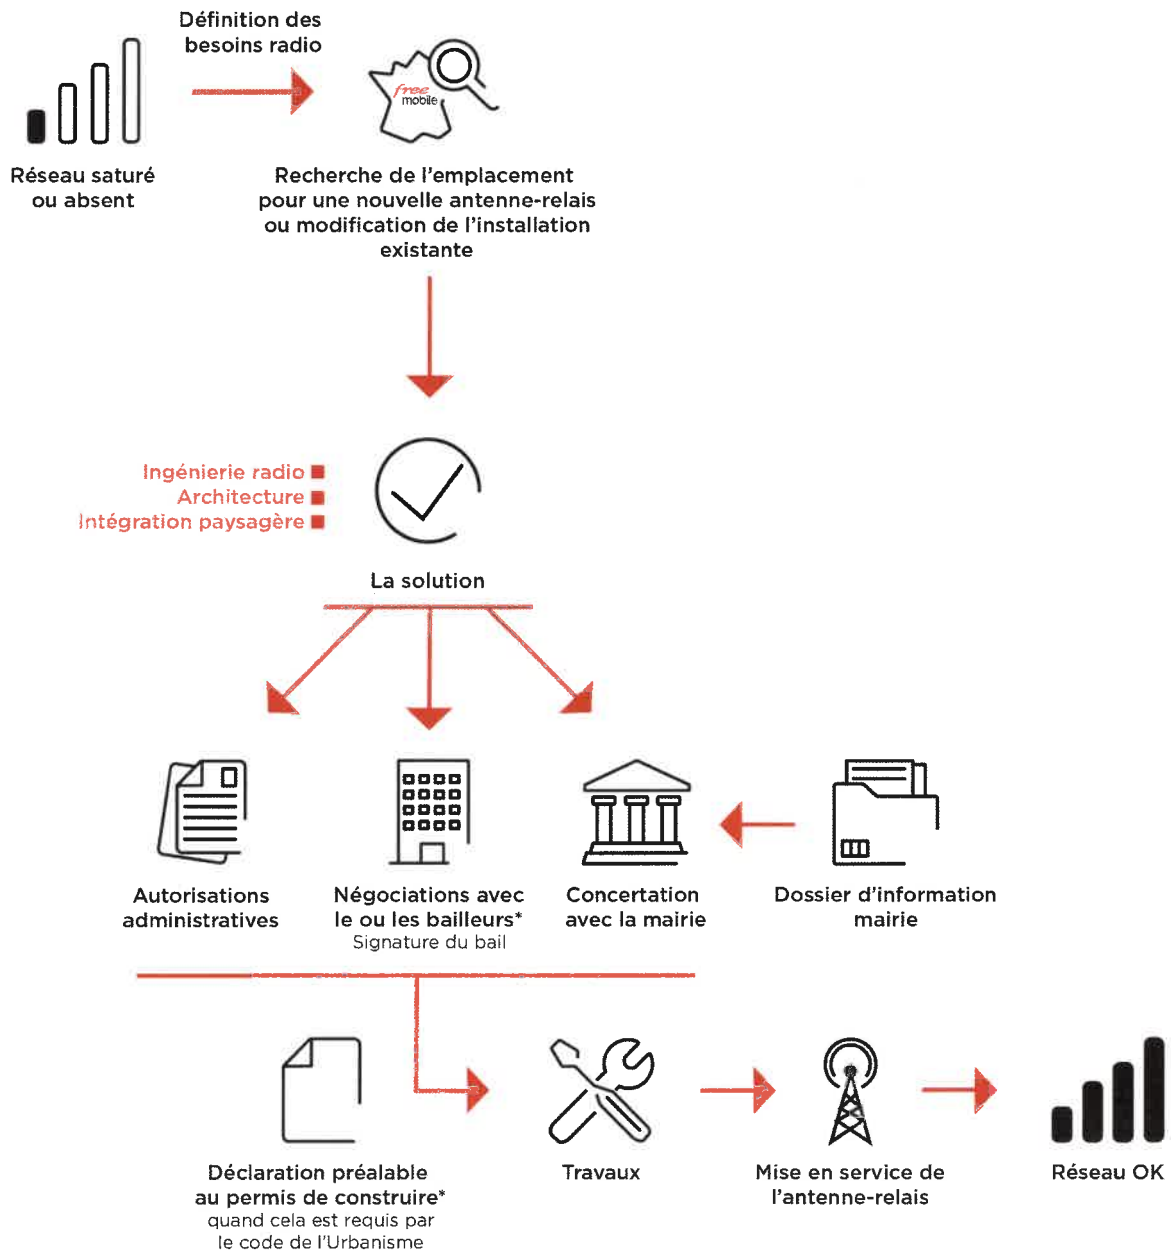 Définition des
besoins radio
free
mobile
Réseau saturé
ou absent
Recherche de l'emplacement
pour une nouvelle antenne-relais
ou modification de l'installation
existante
Ingénierie radio
Architecture
Intégration paysagère
La solution
Autorisations
administratives
Négociations avec
le ou les bailleurs*
Signature du bail
Concertation
avec la mairie
Dossier d'information
mairie
Déclaration préalable
au permis de construire*
quand cela est requis par
le code de l'Urbanisme
Travaux
Mise en service de
l'antenne-relais
Réseau OK